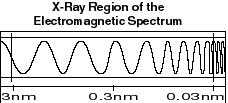 X-Ray Region of the
Electromagnetic Spectrum
3nm 0.3nm 0.03nm